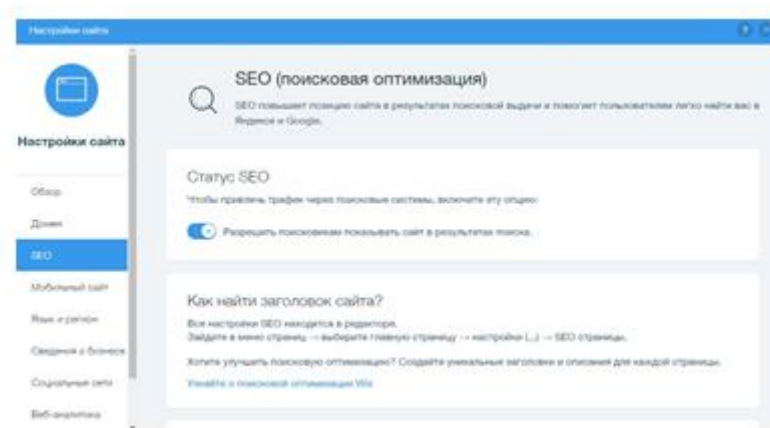 Настройки сайта
?
SEO (поисковая оптимизация)
SEO повышает позицию сайта в результатах поисковой выдачи и помогает пользователям легко найти вас в
Яндексе и Google.
Настройки сайта
Обзор
Домен
SEO
Мобильный сайт
Язык и регион
Сведения о бизнесе
Социальные сети
Веб-аналитика
Статус SEO
Чтобы привлечь трафик через поисковые системы, включите эту опцию:
Разрешить поисковикам показывать сайт в результатах поиска.
Как найти заголовок сайта?
Все настройки SEO находятся в редакторе.
Зайдите в меню страниц → выберите главную страницу → настройки (...) → SEO страницы.
Хотите улучшить поисковую оптимизацию? Создайте уникальные заголовки и описания для каждой страницы.
Узнайте о поисковой оптимизации Wix